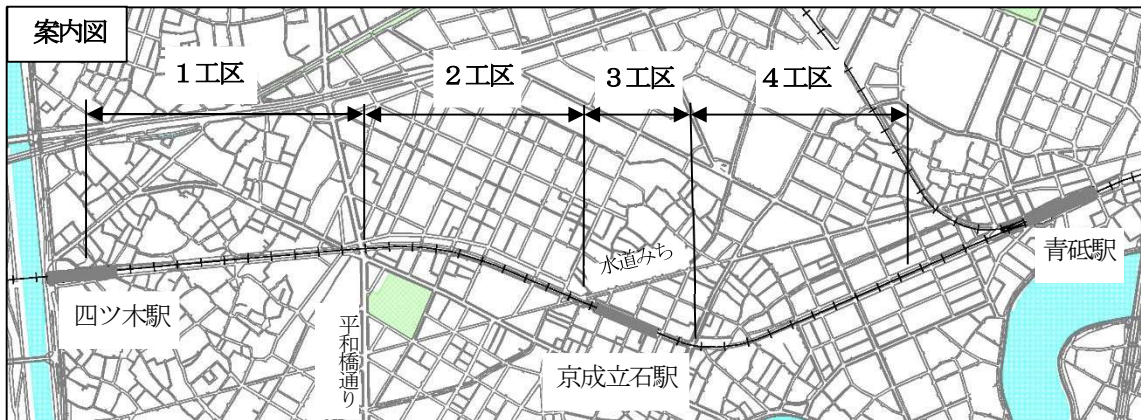 案内図
１工区
２工区
３工区
４工区
水道みち
青砥駅
四ツ木駅
平和橋通り
京成立石駅